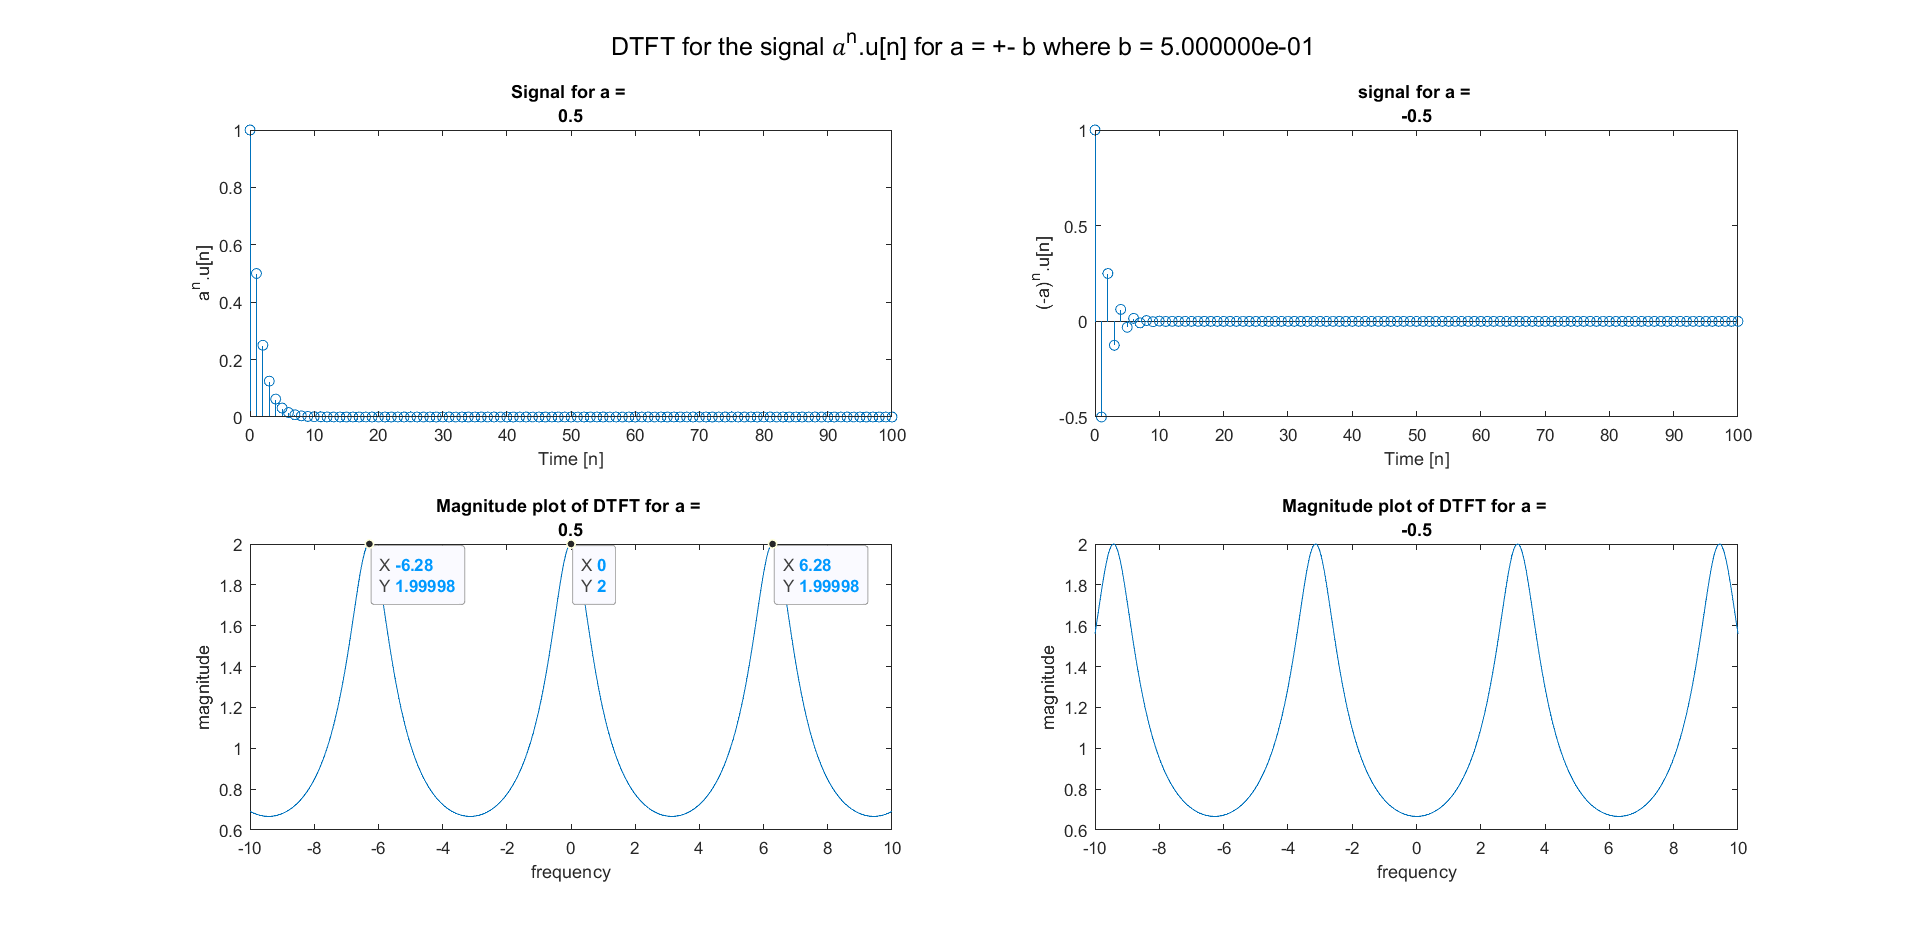 DTFT for the signal aⁿ.u[n] for a = +- b where b = 5.000000e-01
Signal for a =
0.5
1
0.8
0.6
0.4
0.2
0
aⁿ.u[n]
0 10 20 30 40 50 60 70 80 90 100
Time [n]
signal for a =
-0.5
1
0.5
0
-0.5
(-a)ⁿ.u[n]
0 10 20 30 40 50 60 70 80 90 100
Time [n]
Magnitude plot of DTFT for a =
0.5
2
1.8
1.6
1.4
1.2
1
0.8
0.6
magnitude
X -6.28
Y 1.99998
X 0
Y 2
X 6.28
Y 1.99998
-10 -8 -6 -4 -2 0 2 4 6 8 10
frequency
Magnitude plot of DTFT for a =
-0.5
2
1.8
1.6
1.4
1.2
1
0.8
0.6
magnitude
-10 -8 -6 -4 -2 0 2 4 6 8 10
frequency